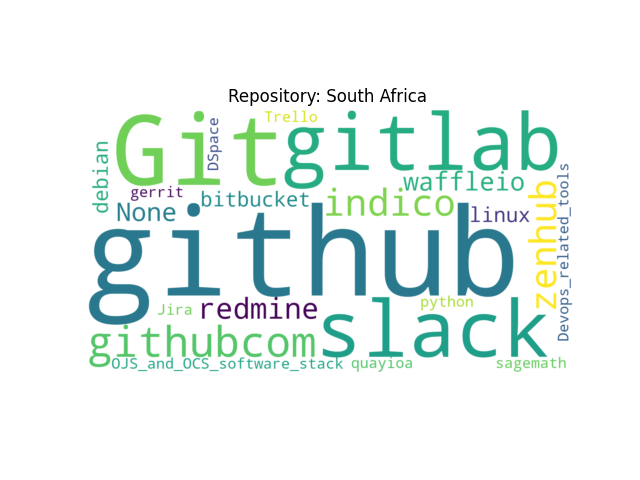 Repository: South Africa
Trello
Git
gitlab
DSpace
debian
waffleio
gerrit
bitbucket
indico
None
linux
zenhub
Devops_related_tools
github
python
Jira
redmine
slack
githubcom
OJS_and_OCS_software_stack
quayioa
sagemath